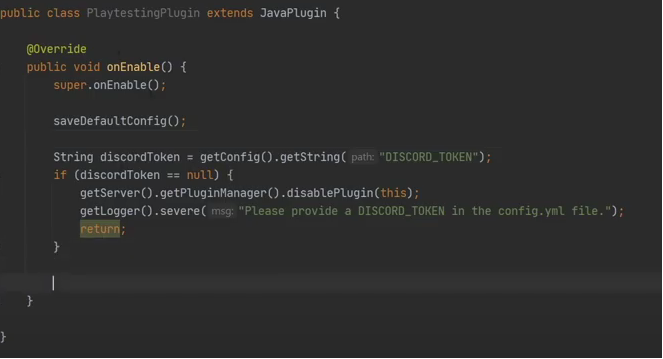 public class PlaytestingPlugin extends JavaPlugin {
@Override
public void onEnable() {
super.onEnable();
saveDefaultConfig();
String discordToken = getConfig().getString( path: "DISCORD_TOKEN");
if (discordToken == null) {
getServer().getPluginManager().disablePlugin(this);
getLogger().severe( msg: "Please provide a DISCORD_TOKEN in the config.yml file.");
return;
}
}
}